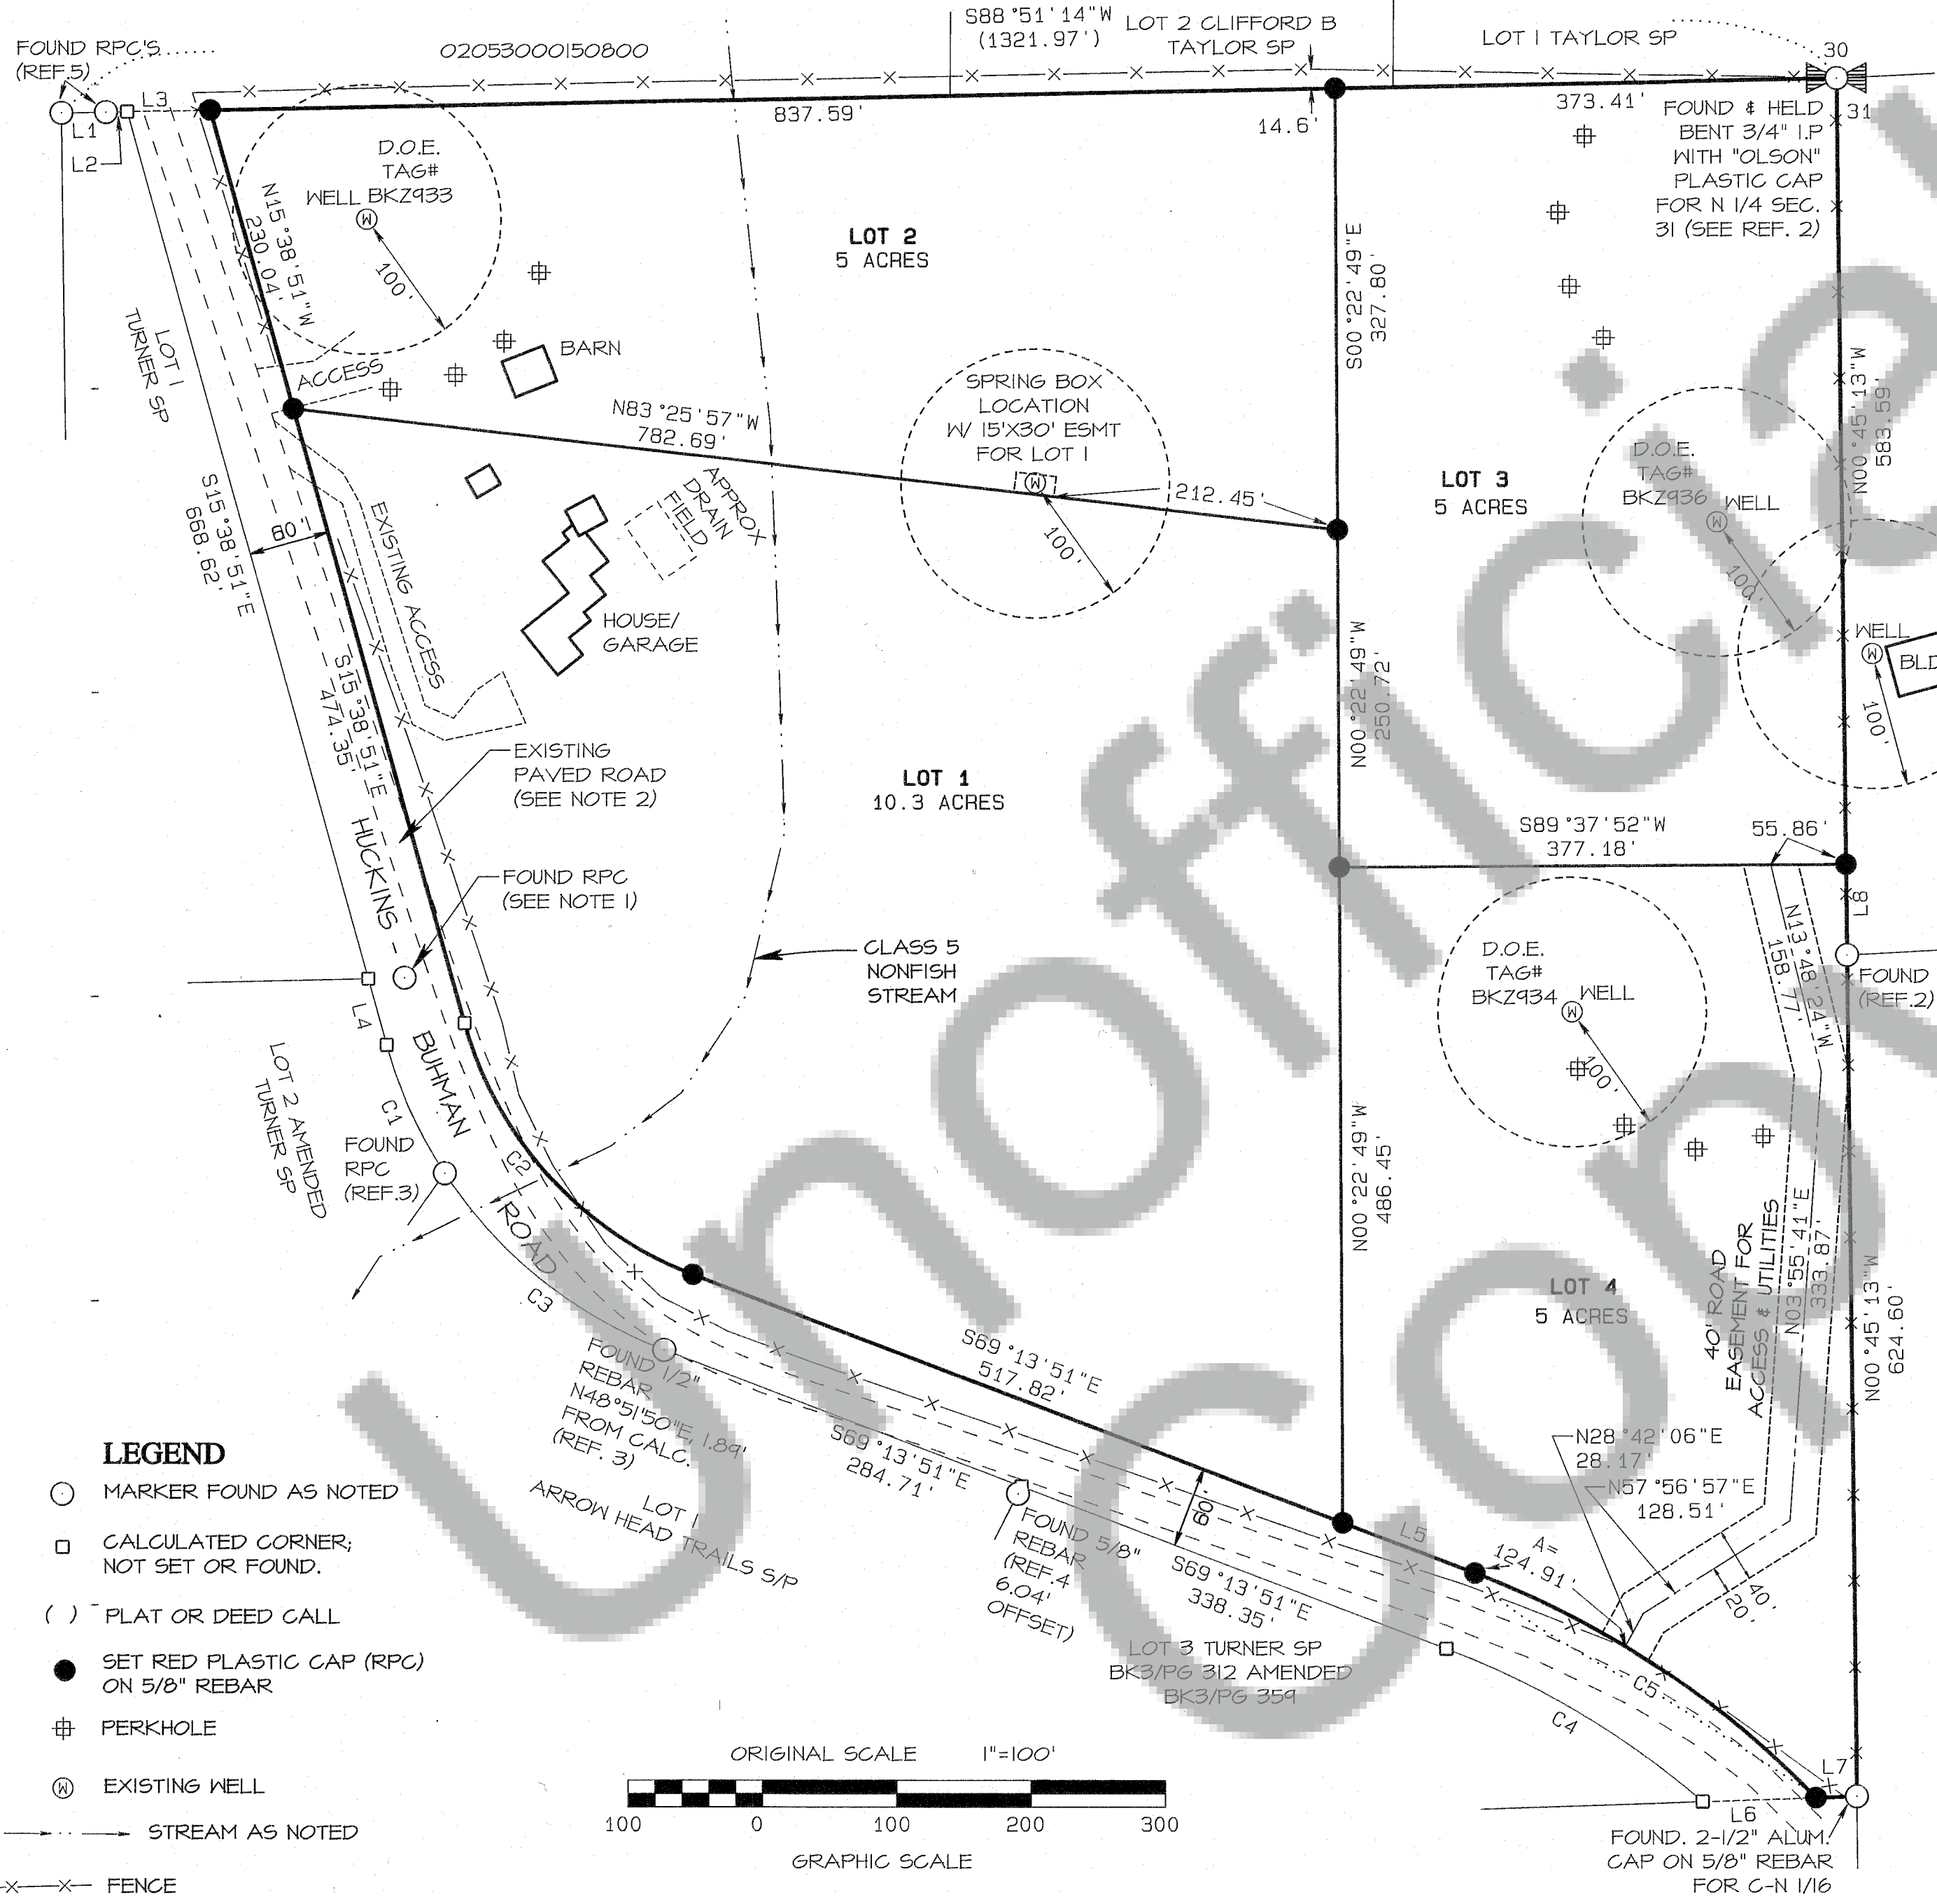 FOUND RPC'S
(REF.5)
02053000150800
S88°51'14"W
(1321.97')
LOT 2 CLIFFORD B
TAYLOR SP
LOT 1 TAYLOR SP
30
31
L1
L2
L3
837.59'
14.6'
373.41'
FOUND & HELD
BENT 3/4" I.P
WITH "OLSON"
PLASTIC CAP
FOR N 1/4 SEC.
31 (SEE REF. 2)
D.O.E.
TAG#
WELL BKZ933
W
100'
N15°38'51"W
230.04'
LOT 2
5 ACRES
S00°22'49"E
327.80'
LOT 1
TURNER SP
BARN
ACCESS
N83°25'57"W
782.69'
SPRING BOX
LOCATION
W/ 15'X30' ESMT
FOR LOT 1
W
212.45'
100'
LOT 3
5 ACRES
D.O.E.
TAG#
BKZ936 WELL
W
100'
N00°45'13"W
583.59'
S15°38'51"E
668.62'
60'
EXISTING ACCESS
APPROX
DRAIN
FIELD
HOUSE/
GARAGE
WELL
W
BLD
100'
S15°38'51"E
474.35'
N00°22'49"W
250.72'
EXISTING
PAVED ROAD
(SEE NOTE 2)
LOT 1
10.3 ACRES
S89°37'52"W
377.18'
55.86'
HUCKINS
FOUND RPC
(SEE NOTE 1)
L8
CLASS 5
NONFISH
STREAM
D.O.E.
TAG#
BKZ934 WELL
W
100'
N13°48'24"W
158.77'
FOUND
(REF.2)
L4
BUHMAN
LOT 2 AMENDED
TURNER SP
C1
FOUND
RPC
(REF.3)
C2
ROAD
C3
N00°22'49"W
486.45'
LOT 4
5 ACRES
40' ROAD
EASEMENT FOR
ACCESS & UTILITIES
N03°55'41"E
333.87'
N00°45'13"W
624.60'
S69°13'51"E
517.82'
FOUND 1/2"
REBAR
N48°51'50"E, 1.89'
FROM CALC.
(REF. 3)
S69°13'51"E
284.71'
LOT 1
ARROW HEAD TRAILS S/P
60'
FOUND 5/8"
REBAR
(REF.4
6.04'
OFFSET)
S69°13'51"E
338.35'
L5
A=
124.91'
N28°42'06"E
28.17'
N57°56'57"E
128.51'
40'
20'
LOT 3 TURNER SP
BK3/PG 312 AMENDED
BK3/PG 359
C5
C4
L7
L6
FOUND. 2-1/2" ALUM.
CAP ON 5/8" REBAR
FOR C-N 1/16
LEGEND
MARKER FOUND AS NOTED
CALCULATED CORNER;
NOT SET OR FOUND.
( ) PLAT OR DEED CALL
SET RED PLASTIC CAP (RPC)
ON 5/8" REBAR
PERKHOLE
W EXISTING WELL
STREAM AS NOTED
FENCE
ORIGINAL SCALE 1"=100'
100 0 100 200 300
GRAPHIC SCALE
Unofficial
Copy